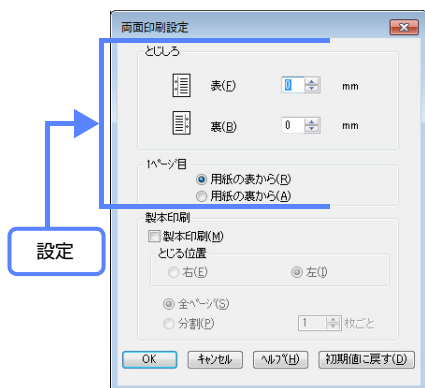 両面印刷設定
とじしろ
表(F) 0 mm
裏(B) 0 mm
1ページ目
用紙の表から(R)
用紙の裏から(A)
製本印刷
製本印刷(M)
とじる位置
右(E) 左(I)
全ページ(S)
分割(P) 1 枚ごと
設定
OK キャンセル ヘルプ(H) 初期値に戻す(D)